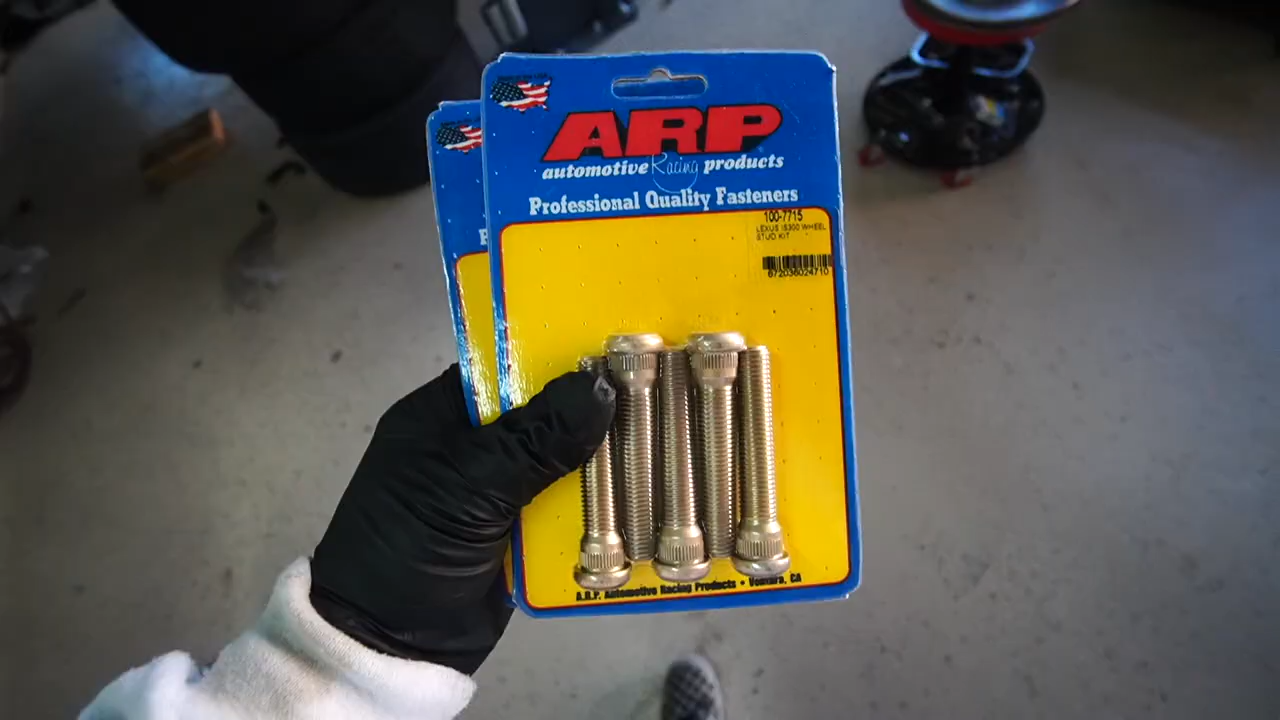 ARP
automotive Racing products
Professional Quality Fasteners
100-7715
LEXUS IS300 WHEEL
STUD KIT
672036024710
A.R.P. Automotive Racing Products • Ventura, CA